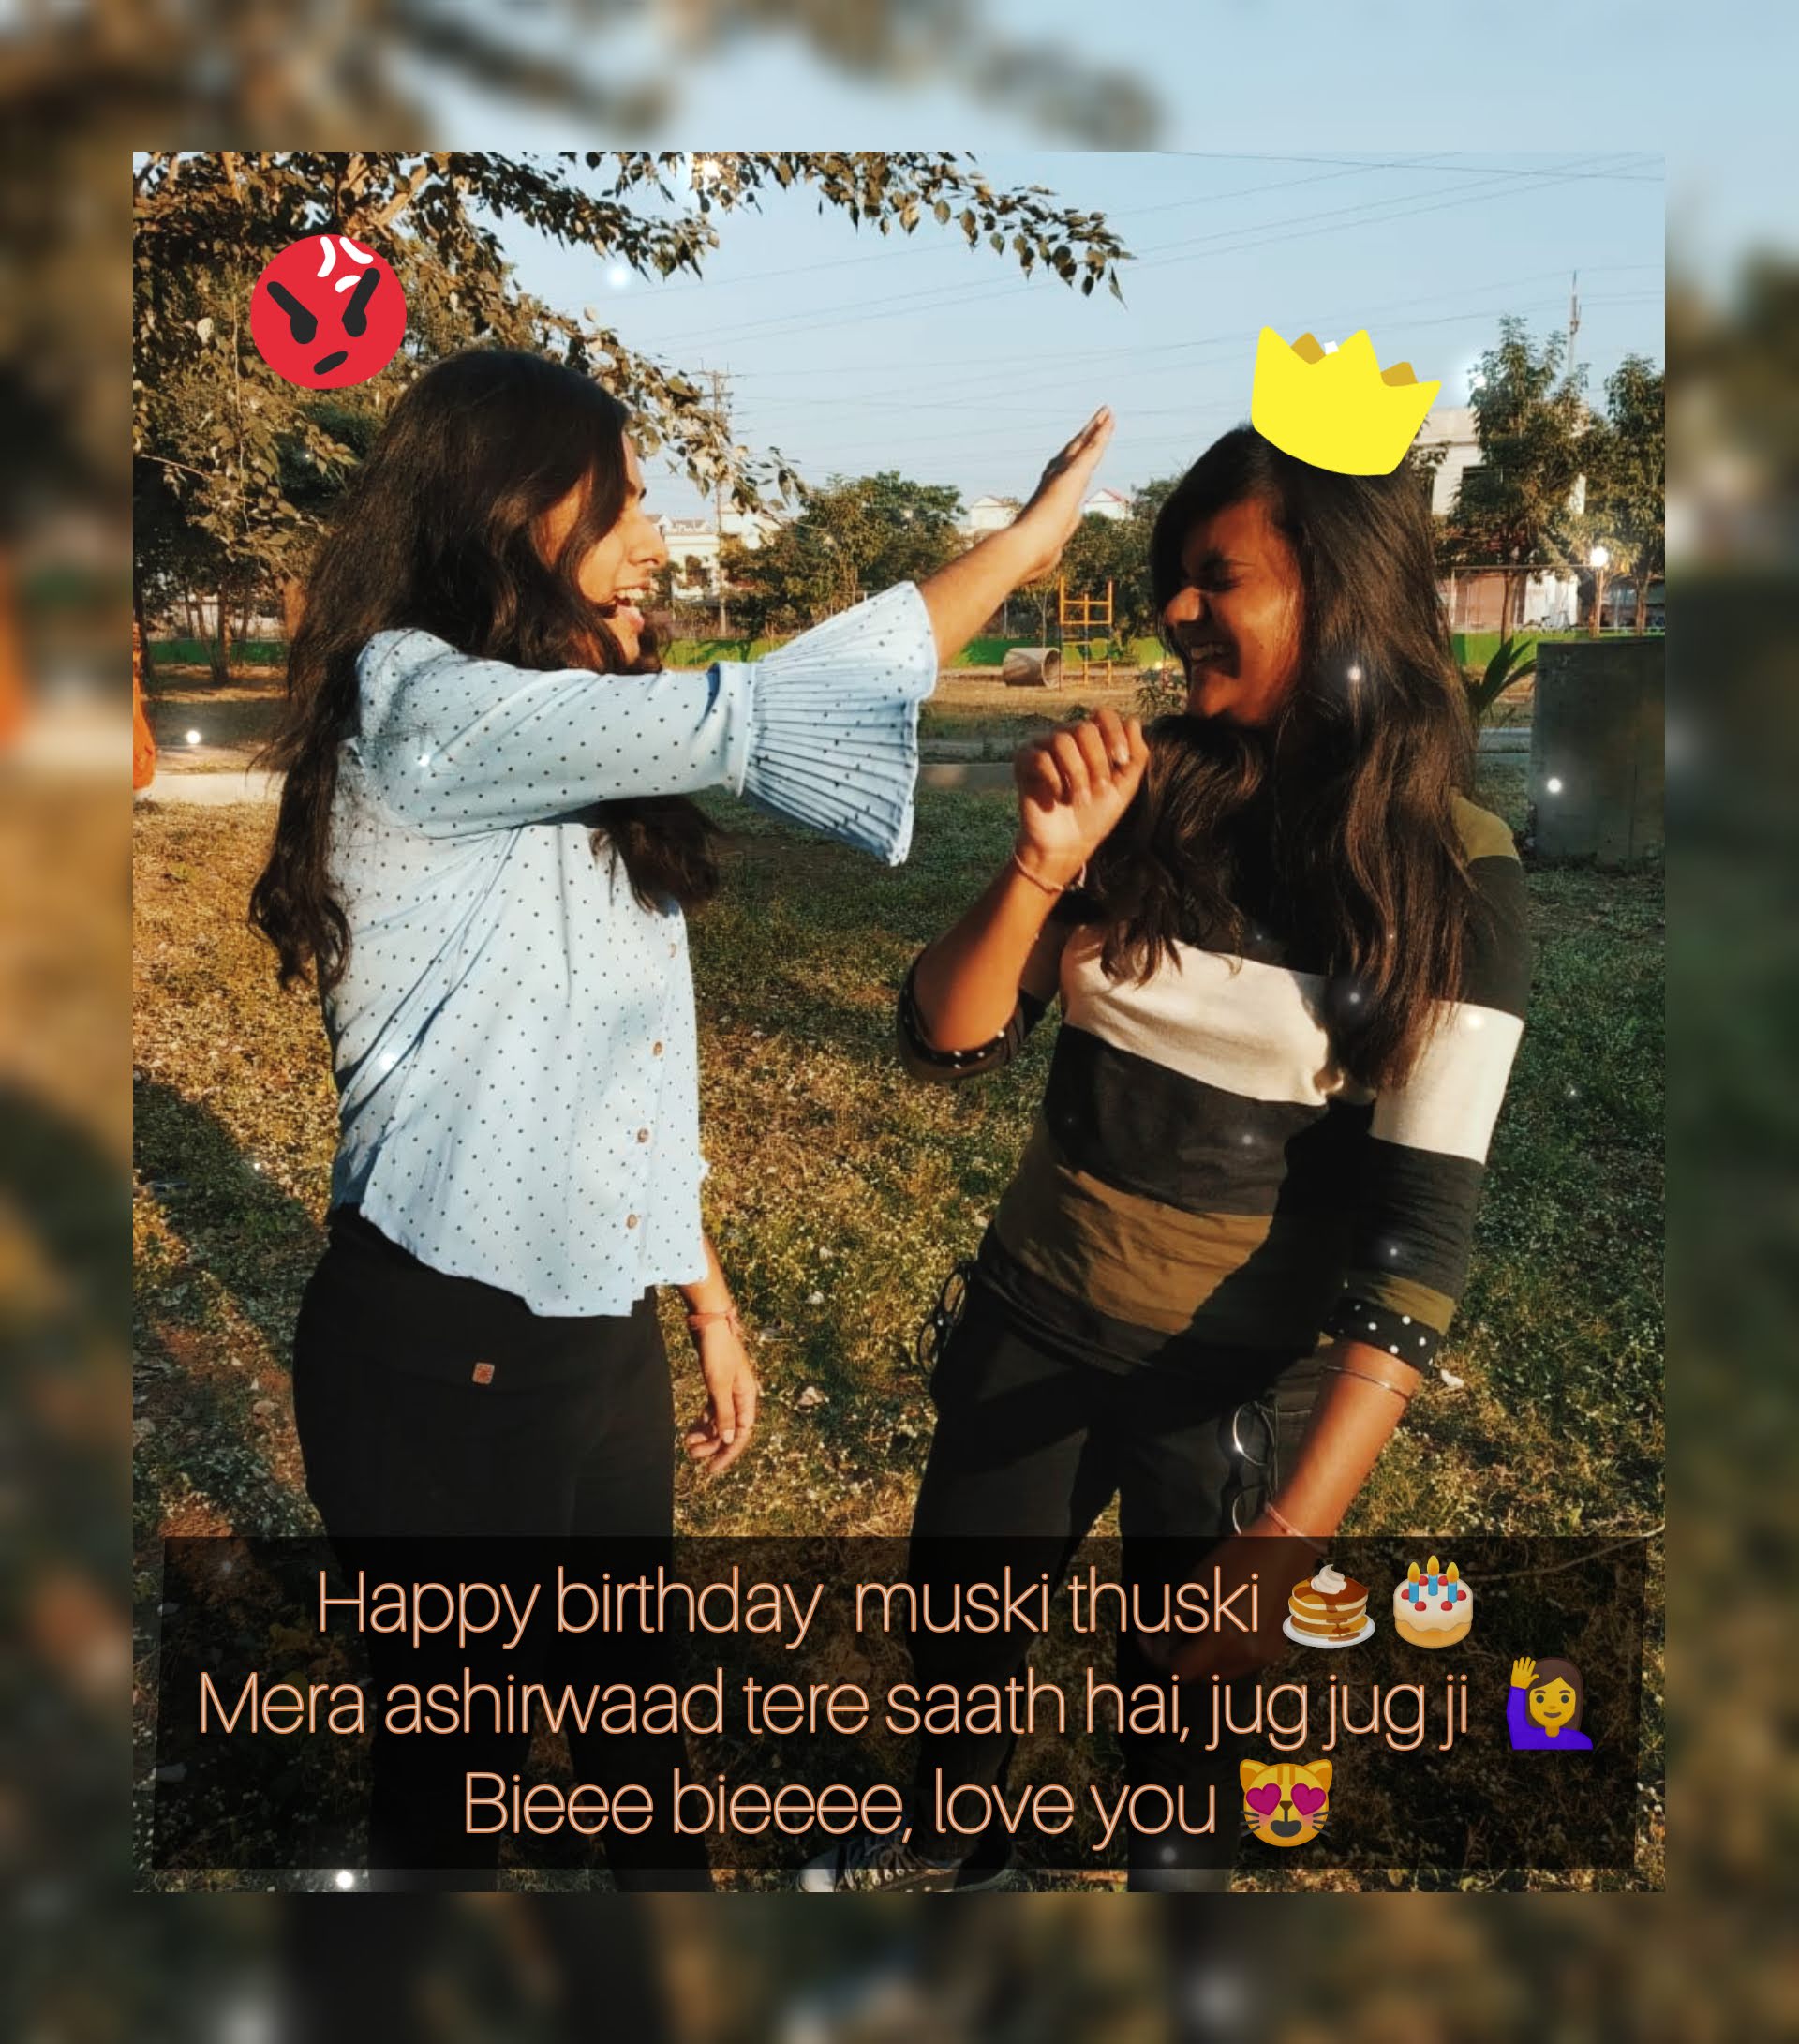 Happy birthday muski thuski 🥞🎂
Mera ashirwaad tere saath hai, jug jug ji 🙋‍♀️
Bieee bieeee, love you 😻